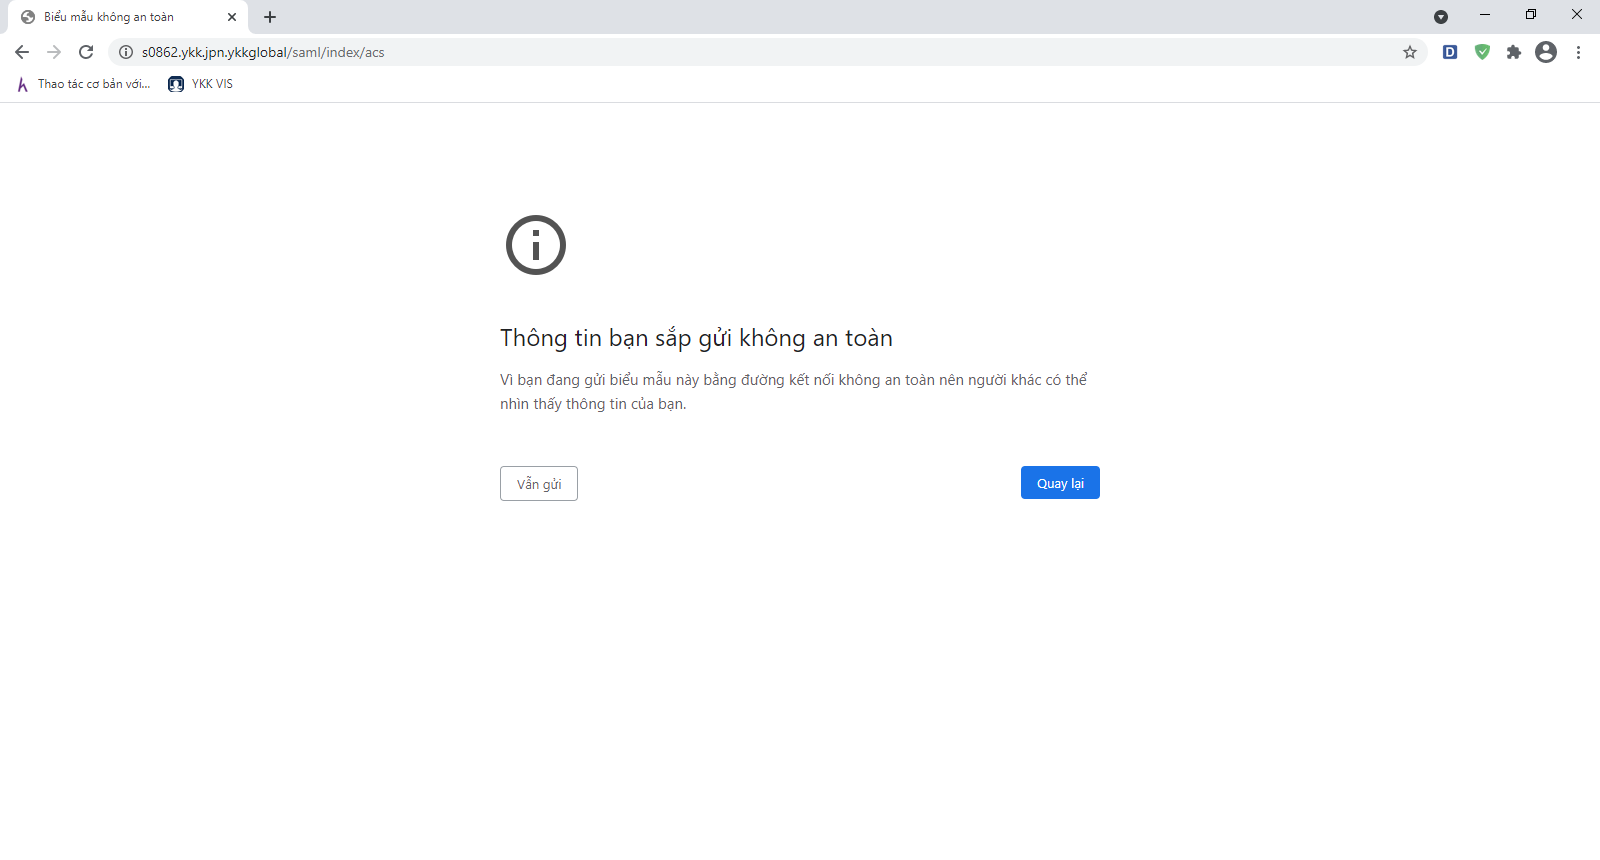 Biểu mẫu không an toàn
s0862.ykk.jpn.ykkglobal/saml/index/acs
D
Thao tác cơ bản với...
YKK VIS
Thông tin bạn sắp gửi không an toàn
Vì bạn đang gửi biểu mẫu này bằng đường kết nối không an toàn nên người khác có thể
nhìn thấy thông tin của bạn.
Vẫn gửi
Quay lại